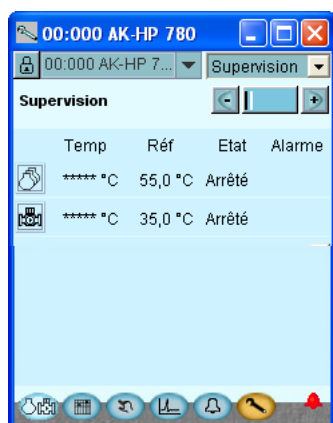 00:000 AK-HP 780
00:000 AK-HP 7... Supervision
Supervision
Temp Réf Etat Alarme
***** °C 55,0 °C Arrêté
***** °C 35,0 °C Arrêté